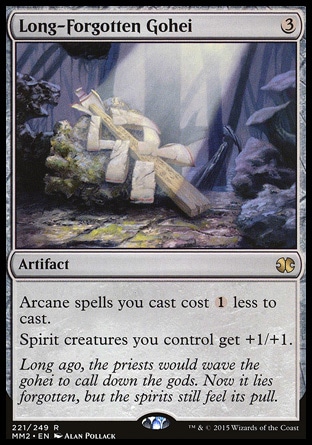 Long-Forgotten Gohei 3
Artifact
Arcane spells you cast cost 1 less to
cast.
Spirit creatures you control get +1/+1.
Long ago, the priests would wave the
gohei to call down the gods. Now it lies
forgotten, but the spirits still feel its pull.
221/249 R
MM2 • EN ALAN POLLACK ™ & © 2015 Wizards of the Coast